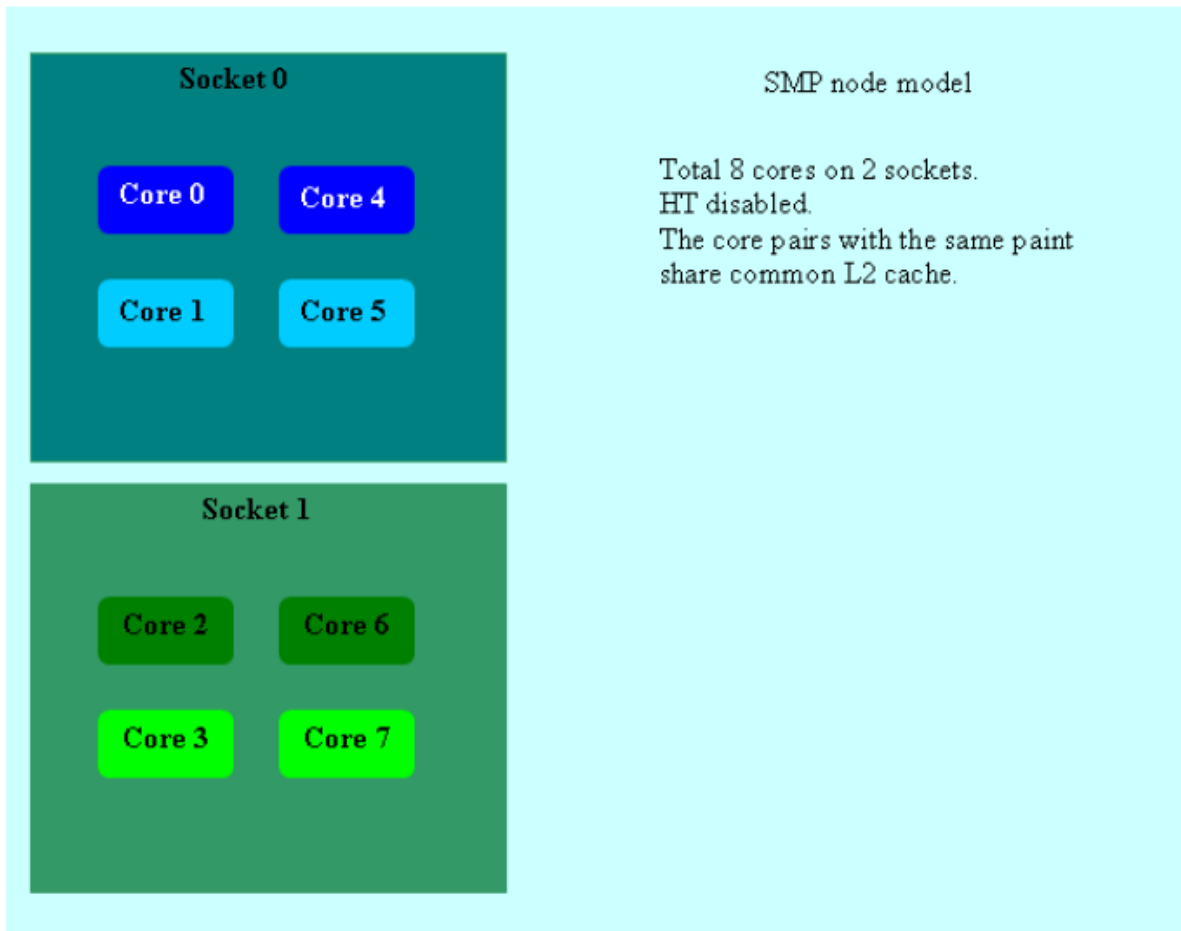 Socket 0
Core 0
Core 4
Core 1
Core 5
Socket 1
Core 2
Core 6
Core 3
Core 7
SMP node model
Total 8 cores on 2 sockets.
HT disabled.
The core pairs with the same paint
share common L2 cache.